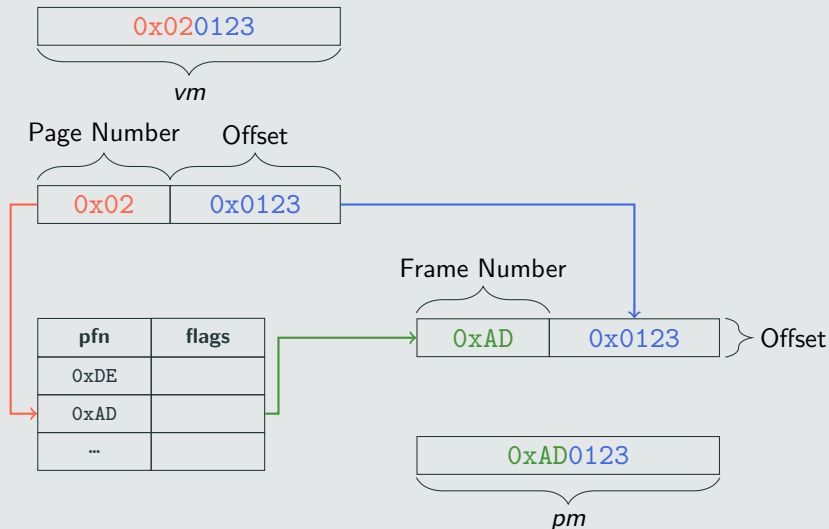 0x020123
vm
Page Number Offset
0x02 0x0123
Frame Number
pfn flags
0xAD 0x0123 Offset
0xDE
0xAD
…
0xAD0123
pm